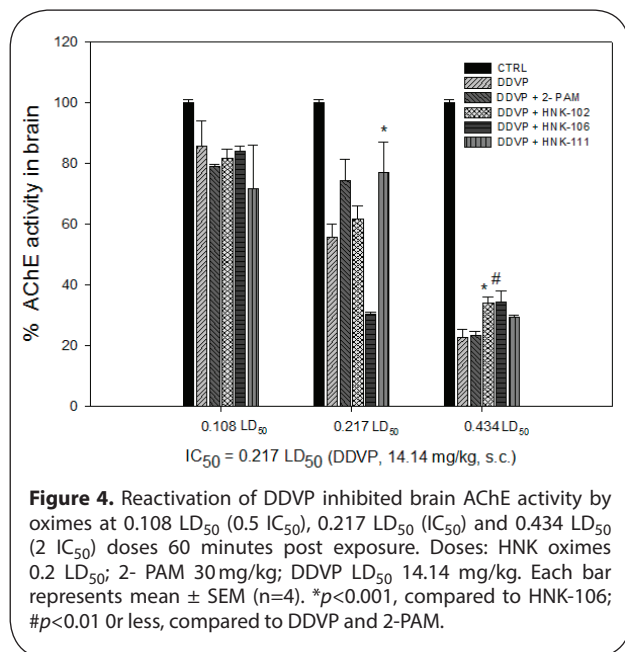 120
100
80
60
40
20
0
% AChE activity in brain
CTRL
DDVP
DDVP + 2- PAM
DDVP + HNK-102
DDVP + HNK-106
DDVP + HNK-111
*
*
#
0.108 LD50
0.217 LD50
0.434 LD50
IC50 = 0.217 LD50 (DDVP, 14.14 mg/kg, s.c.)
Figure 4. Reactivation of DDVP inhibited brain AChE activity by
oximes at 0.108 LD50 (0.5 IC50), 0.217 LD50 (IC50) and 0.434 LD50
(2 IC50) doses 60 minutes post exposure. Doses: HNK oximes
0.2 LD50; 2- PAM 30 mg/kg; DDVP LD50 14.14 mg/kg. Each bar
represents mean ± SEM (n=4). *p<0.001, compared to HNK-106;
#p<0.01 0r less, compared to DDVP and 2-PAM.